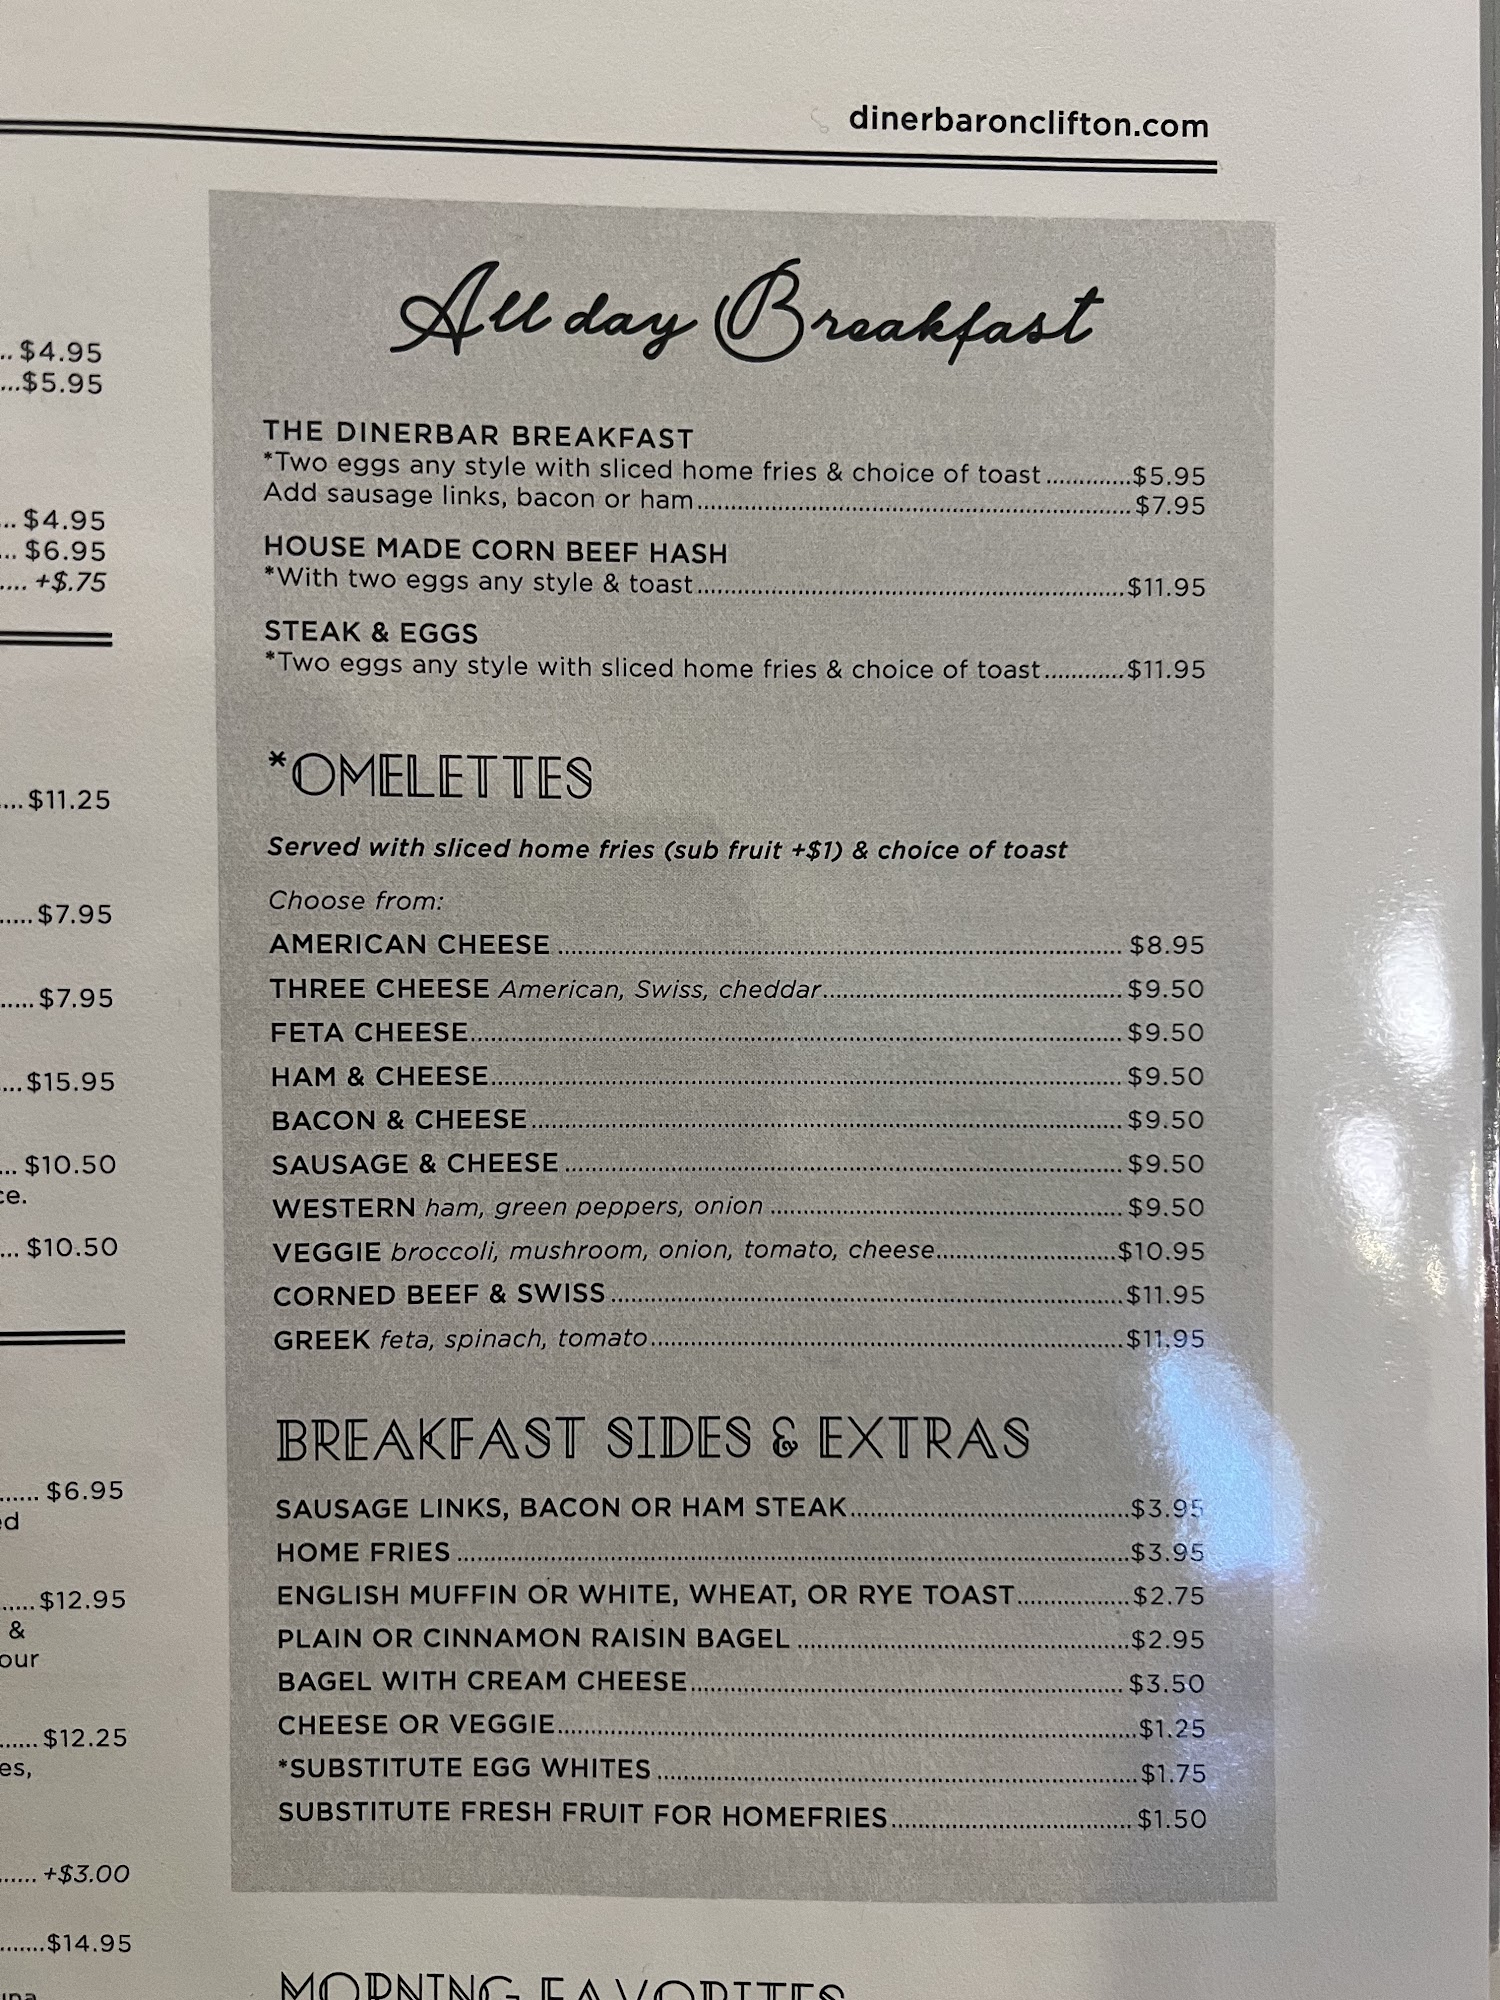 dinerbaronclifton.com
..$4.95
...$5.95
... $4.95
... $6.95
.... +$.75
....$11.25
.....$7.95
.....$7.95
...$15.95
... $10.50
ce.
... $10.50
...... $6.95
ed
.....$12.95
&
our
......$12.25
es,
...... +$3.00
.......$14.95
All day Breakfast
THE DINERBAR BREAKFAST
*Two eggs any style with sliced home fries & choice of toast.............$5.95
Add sausage links, bacon or ham.............$7.95
HOUSE MADE CORN BEEF HASH
*With two eggs any style & toast.............$11.95
STEAK & EGGS
*Two eggs any style with sliced home fries & choice of toast............$11.95
*OMELETTES
Served with sliced home fries (sub fruit +$1) & choice of toast
Choose from:
AMERICAN CHEESE ............. $8.95
THREE CHEESE American, Swiss, cheddar............. $9.50
FETA CHEESE............. $9.50
HAM & CHEESE............. $9.50
BACON & CHEESE............. $9.50
SAUSAGE & CHEESE ............. $9.50
WESTERN ham, green peppers, onion ............. $9.50
VEGGIE broccoli, mushroom, onion, tomato, cheese.............$10.95
CORNED BEEF & SWISS.............$11.95
GREEK feta, spinach, tomato.............$11.95
BREAKFAST SIDES & EXTRAS
SAUSAGE LINKS, BACON OR HAM STEAK.............$3.95
HOME FRIES .............$3.95
ENGLISH MUFFIN OR WHITE, WHEAT, OR RYE TOAST.............$2.75
PLAIN OR CINNAMON RAISIN BAGEL .............$2.95
BAGEL WITH CREAM CHEESE............. $3.50
CHEESE OR VEGGIE.............$1.25
*SUBSTITUTE EGG WHITES .............$1.75
SUBSTITUTE FRESH FRUIT FOR HOMEFRIES............. $1.50
MORNING FAVORITES